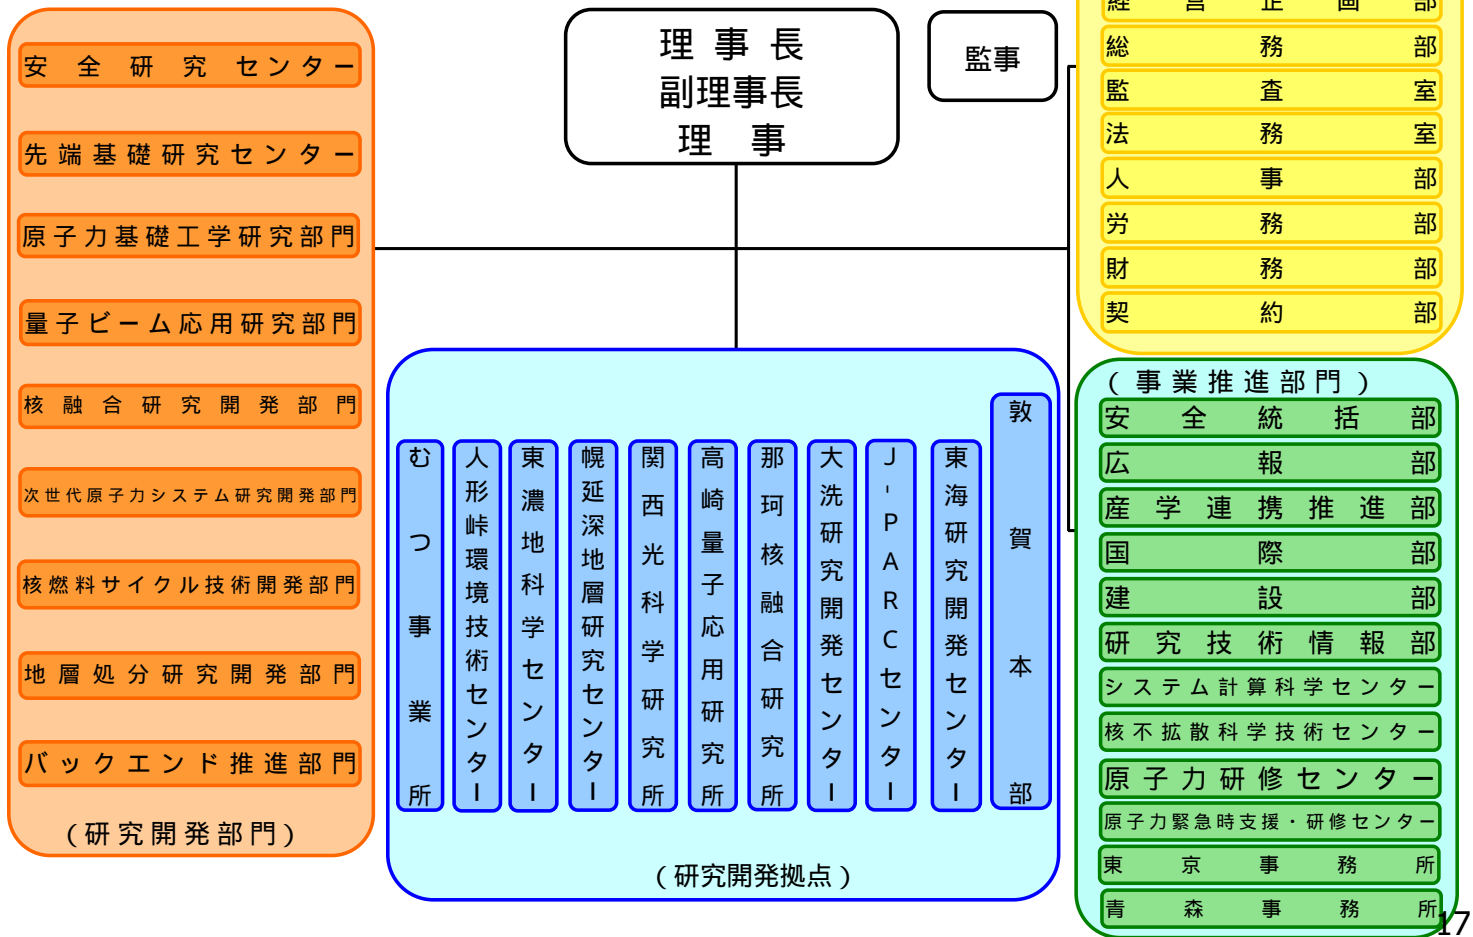 安全研究センター
先端基礎研究センター
原子力基礎工学研究部門
量子ビーム応用研究部門
核融合研究開発部門
次世代原子力システム研究開発部門
核燃料サイクル技術開発部門
地層処分研究開発部門
バックエンド推進部門
(研究開発部門)
理事長
副理事長
理事
監事
経営企画部
総務部
監査室
法務室
人事部
労務部
財務部
契約部
むつ事業所
人形峠環境技術センター
東濃地科学センター
幌延深地層研究センター
関西光科学研究所
高崎量子応用研究所
那珂核融合研究所
大洗研究開発センター
J-PARCセンター
東海研究開発センター
敦賀本部
(研究開発拠点)
(事業推進部門)
安全統括部
広報部
産学連携推進部
国際部
建設部
研究技術情報部
システム計算科学センター
核不拡散科学技術センター
原子力研修センター
原子力緊急時支援・研修センター
東京事務所
青森事務所
17